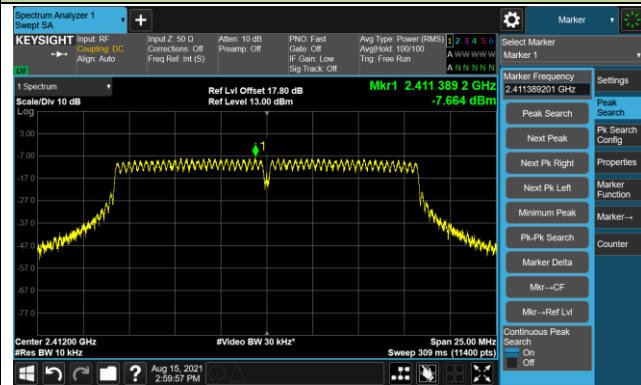 Spectrum Analyzer 1
Swept SA
Marker
KEYSIGHT
Input: RF
Coupling: DC
Align: Auto
Input Z: 50 Ω
Corrections: Off
Freq Ref: Int (S)
Atten: 10 dB
Preamp: Off
PNO: Fast
Gate: Off
IF Gain: Low
Sig Track: Off
Avg Type: Power (RMS)
Avg|Hold: 100/100
Trig: Free Run
1 2 3 4 5 6
A W W W W W
A N N N N N
Select Marker
Marker 1
1 Spectrum
Scale/Div 10 dB
Ref Lvl Offset 17.80 dB
Ref Level 13.00 dBm
Mkr1 2.411 389 2 GHz
-7.664 dBm
Log
3.00
-7.00
-17.0
-27.0
-37.0
-47.0
-57.0
-67.0
-77.0
1
Center 2.41200 GHz
#Res BW 10 kHz
#Video BW 30 kHz*
Span 25.00 MHz
Sweep 309 ms (11400 pts)
Marker Frequency
2.411389201 GHz
Peak Search
Next Peak
Next Pk Right
Next Pk Left
Minimum Peak
Pk-Pk Search
Marker Delta
Mkr→CF
Mkr→Ref Lvl
Continuous Peak
Search
On
Off
Settings
Peak
Search
Pk Search
Config
Properties
Marker
Function
Marker→
Counter
Aug 15, 2021
2:59:57 PM